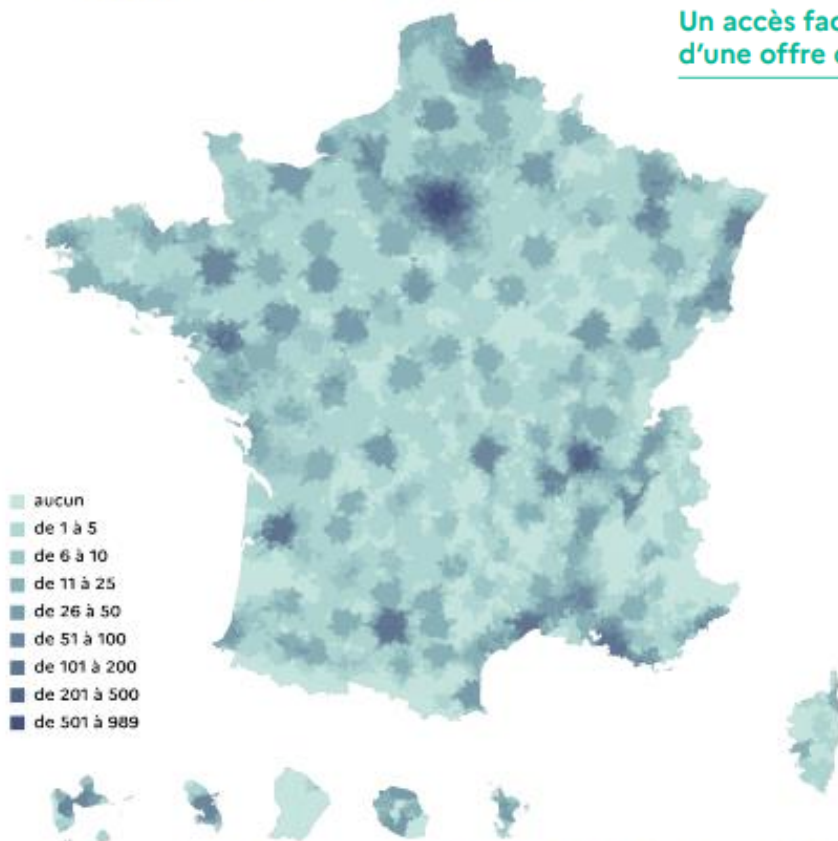 Un accès fac
d'une offre
aucun
de 1 à 5
de 6 à 10
de 11 à 25
de 26 à 50
de 51 à 100
de 101 à 200
de 201 à 500
de 501 à 989